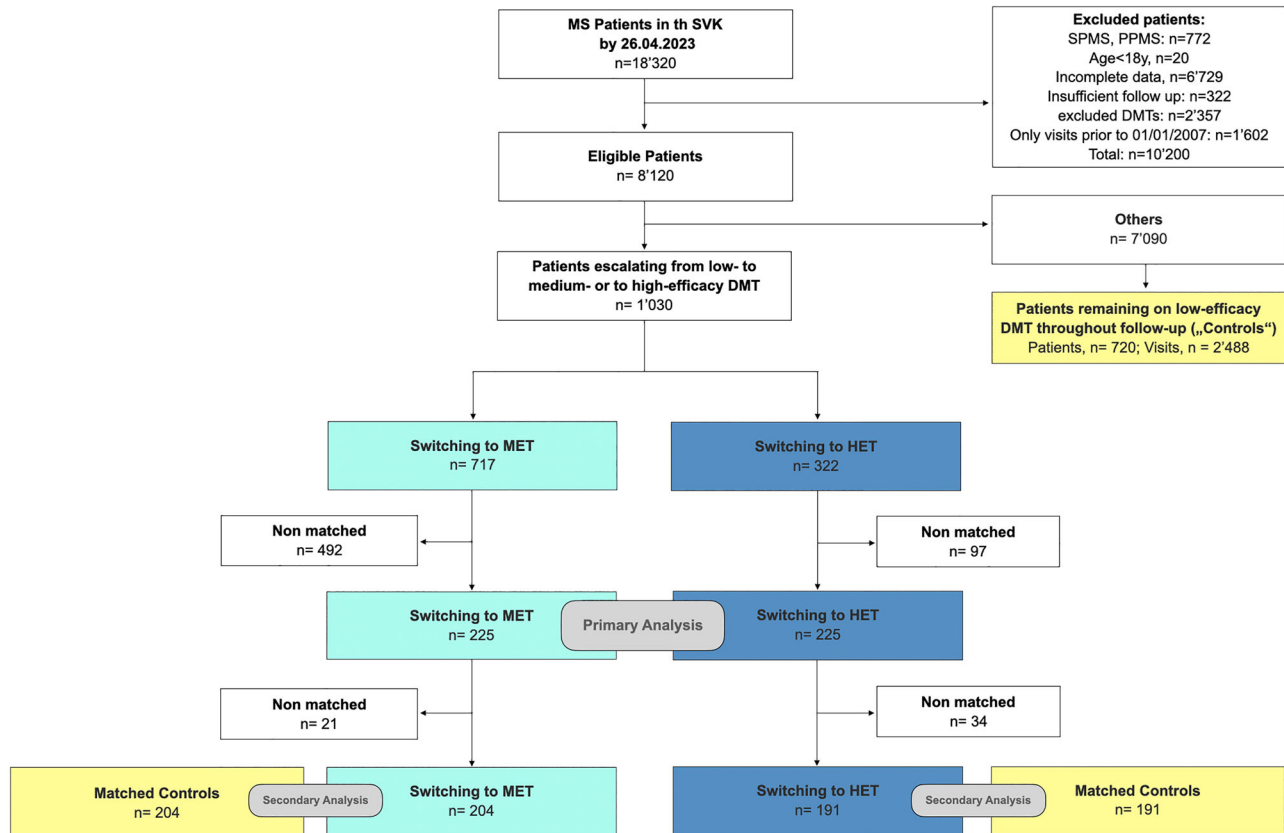 MS Patients in th SVK
by 26.04.2023
n=18'320
Excluded patients:
SPMS, PPMS: n=772
Age<18y, n=20
Incomplete data, n=6'729
Insufficient follow up: n=322
excluded DMTs: n=2'357
Only visits prior to 01/01/2007: n=1'602
Total: n=10'200
Eligible Patients
n= 8'120
Others
n= 7'090
Patients escalating from low- to
medium- or to high-efficacy DMT
n= 1'030
Patients remaining on low-efficacy
DMT throughout follow-up („Controls“)
Patients, n= 720; Visits, n = 2'488
Switching to MET
n= 717
Switching to HET
n= 322
Non matched
n= 492
Non matched
n= 97
Switching to MET
n= 225
Primary Analysis
Switching to HET
n= 225
Non matched
n= 21
Non matched
n= 34
Matched Controls
n= 204
Secondary Analysis
Switching to MET
n= 204
Switching to HET
n= 191
Secondary Analysis
Matched Controls
n= 191